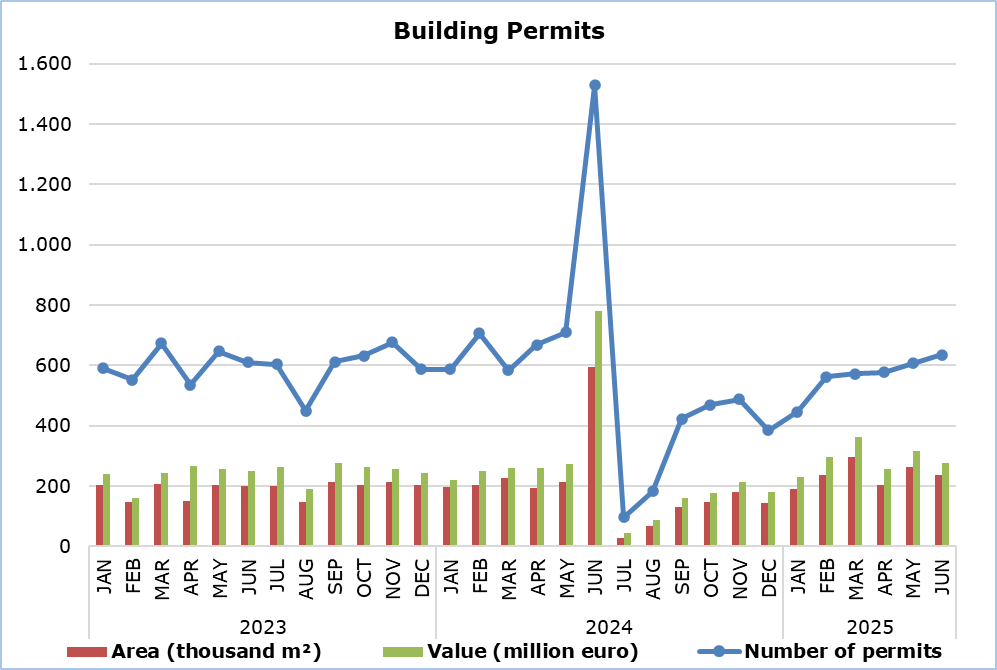 Building Permits
1.600
1.400
1.200
1.000
800
600
400
200
0
JAN FEB MAR APR MAY JUN JUL AUG SEP OCT NOV DEC JAN FEB MAR APR MAY JUN JUL AUG SEP OCT NOV DEC JAN FEB MAR APR MAY JUN
2023 2024 2025
Area (thousand m²) Value (million euro) Number of permits